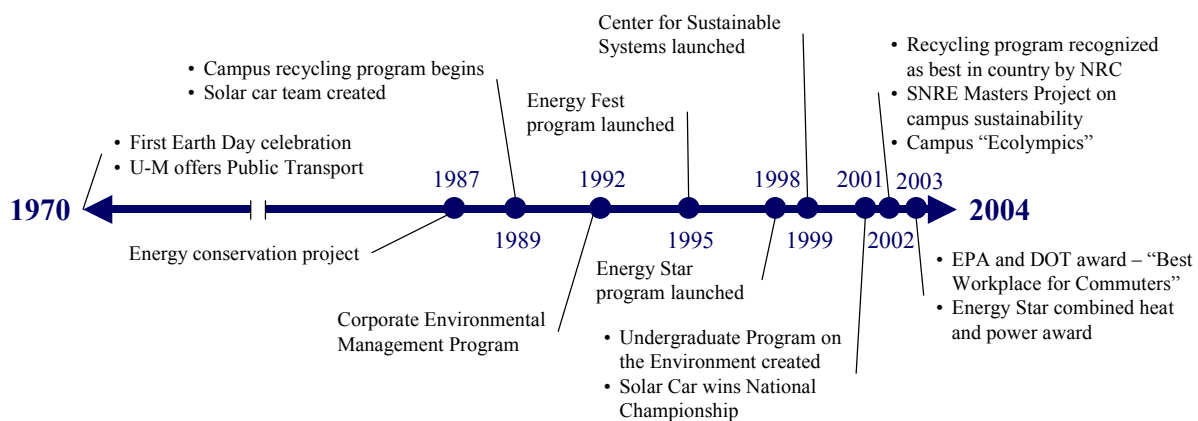 Center for Sustainable
Systems launched
• Recycling program recognized
as best in country by NRC
• SNRE Masters Project on
campus sustainability
• Campus “Ecolympics”
• Campus recycling program begins
• Solar car team created
Energy Fest
program launched
• First Earth Day celebration
• U-M offers Public Transport
1987
1992
1998
2001
2003
1970
2004
1989
1995
1999
2002
Energy conservation project
Energy Star
program launched
• EPA and DOT award – “Best
Workplace for Commuters”
• Energy Star combined heat
and power award
Corporate Environmental
Management Program
• Undergraduate Program on
the Environment created
• Solar Car wins National
Championship